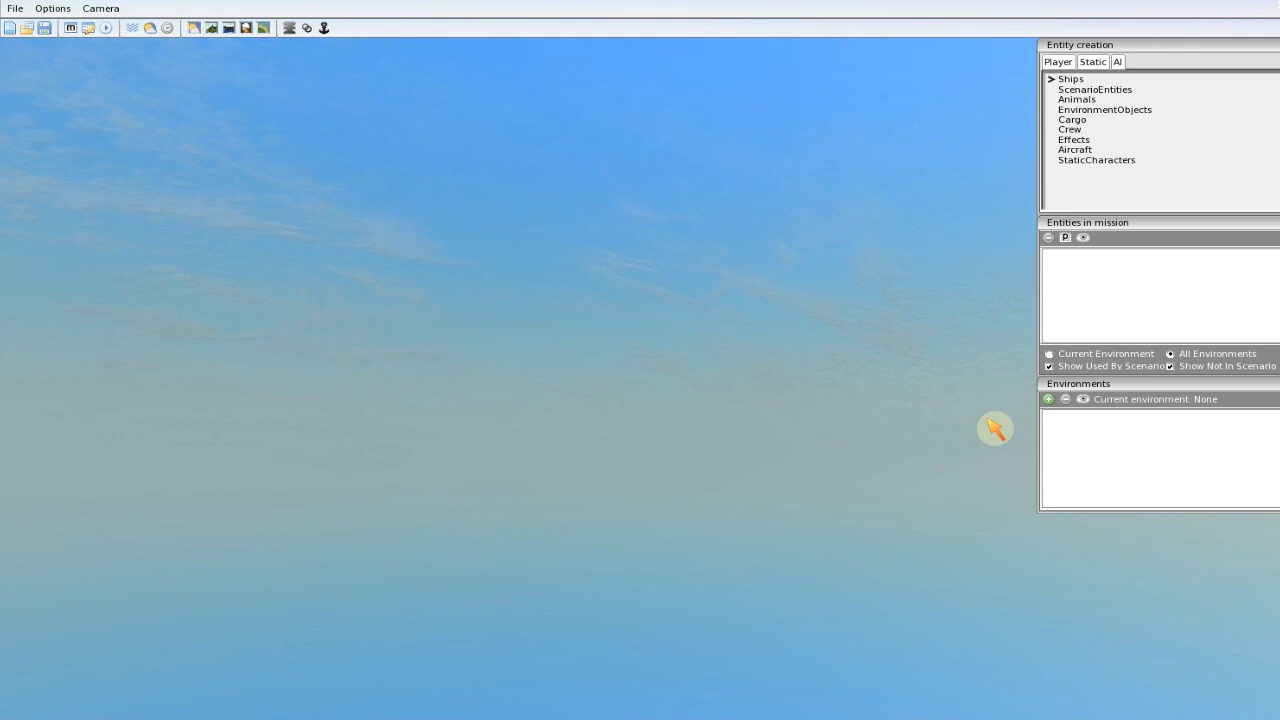 File Options Camera
m
Entity creation
Player Static AI
Ships
ScenarioEntities
Animals
EnvironmentObjects
Cargo
Crew
Effects
Aircraft
StaticCharacters
Entities in mission
P
Current Environment All Environments
Show Used By Scenario Show Not In Scenario
Environments
Current environment: None